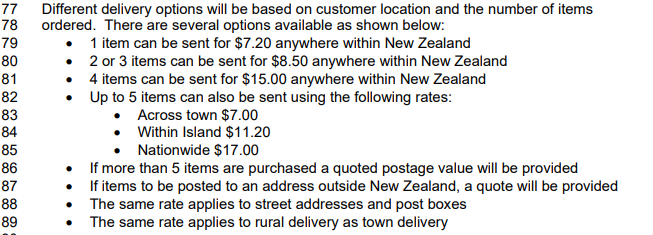 77 Different delivery options will be based on customer location and the number of items
78 ordered. There are several options available as shown below:
79 • 1 item can be sent for $7.20 anywhere within New Zealand
80 • 2 or 3 items can be sent for $8.50 anywhere within New Zealand
81 • 4 items can be sent for $15.00 anywhere within New Zealand
82 • Up to 5 items can also be sent using the following rates:
83 • Across town $7.00
84 • Within Island $11.20
85 • Nationwide $17.00
86 • If more than 5 items are purchased a quoted postage value will be provided
87 • If items to be posted to an address outside New Zealand, a quote will be provided
88 • The same rate applies to street addresses and post boxes
89 • The same rate applies to rural delivery as town delivery